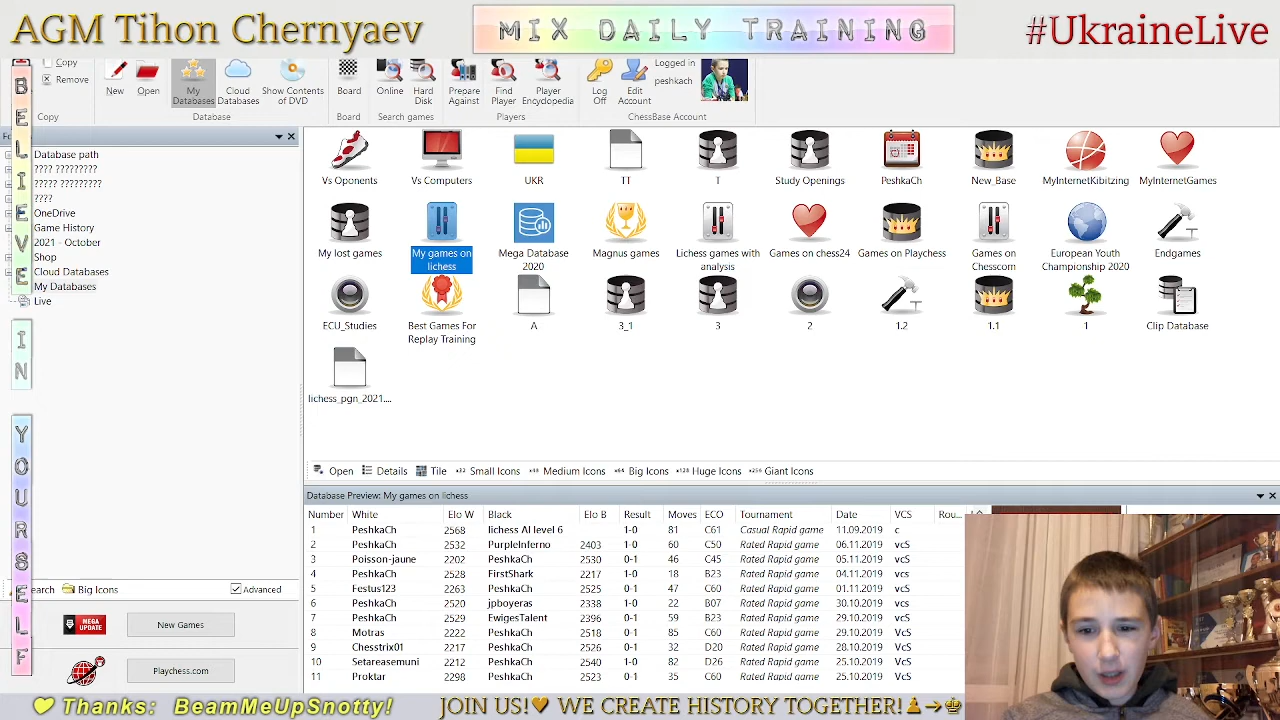 AGM Tihon Chernyaev
MIX DAILY TRAINING
#UkraineLive
BELIEVE
IN
YOURSELF
Copy
Remove
Copy
New
Open
My Databases
Cloud Databases
Show Contents of DVD
Database
Board
Board
Online
Hard Disk
Search games
Prepare Against
Find Player
Player Encyclopedia
Players
Log Off
Edit Account
Logged in
peshkach
ChessBase Account
Database path
???? ?????????
????? ?????????
????
OneDrive
Game History
2021 - October
Shop
Cloud Databases
My Databases
Live
Big Icons
Advanced
MEGA UPDATE
New Games
Playchess.com
Vs Oponents
Vs Computers
UKR
TT
T
Study Openings
PeshkaCh
New_Base
MyInternetKibitzing
MyInternetGames
My lost games
My games on lichess
Mega Database 2020
Magnus games
Lichess games with analysis
Games on chess24
Games on Playchess
Games on Chesscom
European Youth Championship 2020
Endgames
ECU_Studies
Best Games For Replay Training
A
3_1
3
2
1.2
1.1
1
Clip Database
lichess_pgn_2021....
Open Details Tile x32 Small Icons x48 Medium Icons x64 Big Icons x128 Huge Icons x256 Giant Icons
Database Preview: My games on lichess
Number White Elo W Black Elo B Result Moves ECO Tournament Date VCS Rou...
1 PeshkaCh 2568 lichess AI level 6 1-0 81 C61 Casual Rapid game 11.09.2019 c
2 PeshkaCh 2532 PurpleInferno 2403 1-0 60 C50 Rated Rapid game 06.11.2019 vcS
3 Poisson-jaune 2202 PeshkaCh 2530 0-1 46 C45 Rated Rapid game 05.11.2019 vcS
4 PeshkaCh 2528 FirstShark 2217 1-0 18 B23 Rated Rapid game 04.11.2019 vcs
5 Festus123 2263 PeshkaCh 2525 0-1 47 C60 Rated Rapid game 01.11.2019 vcS
6 PeshkaCh 2520 jpboyeras 2338 1-0 22 B07 Rated Rapid game 30.10.2019 vcs
7 PeshkaCh 2529 EwigesTalent 2396 1-0 59 B23 Rated Rapid game 29.10.2019 vcS
8 Motras 2222 PeshkaCh 2518 0-1 85 C60 Rated Rapid game 29.10.2019 VcS
9 Chesstrix01 2217 PeshkaCh 2526 0-1 32 D20 Rated Rapid game 28.10.2019 VcS
10 Setareasemuni 2212 PeshkaCh 2540 0-1 82 D26 Rated Rapid game 25.10.2019 VcS
11 Proktar 2298 PeshkaCh 2523 0-1 35 C60 Rated Rapid game 25.10.2019 VcS
Thanks: BeamMeUpSnotty!
JOIN US! WE CREATE HISTORY TOGETHER!